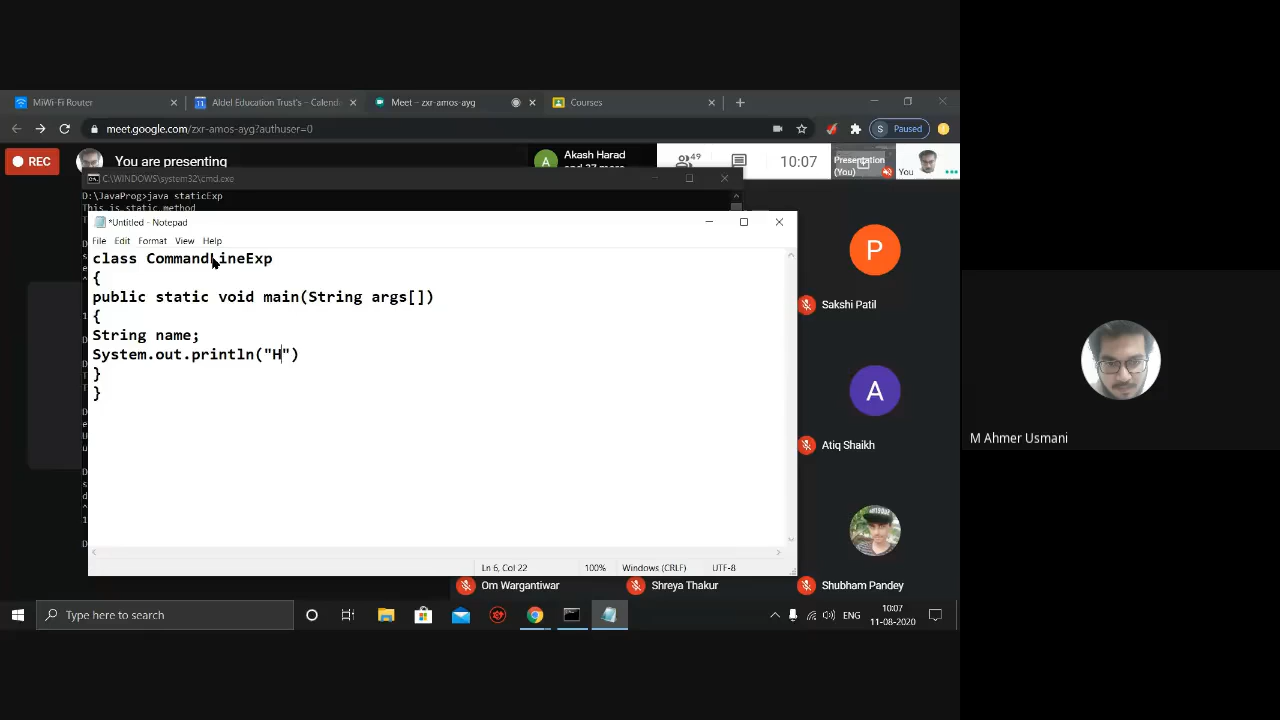 MiWi-Fi Router
Aldel Education Trust's – Calend
Meet – zxr-amos-ayg
Courses
meet.google.com/zxr-amos-ayg?authuser=0
S Paused
REC
You are presenting
A
Akash Harad
49
10:07
Presentation
(You)
You
C:\WINDOWS\system32\cmd.exe
D:\JavaProg>java staticExp
This is static method
*Untitled - Notepad
File Edit Format View Help
class CommandLineExp
{
public static void main(String args[])
{
String name;
System.out.println("H")
}
}
Ln 6, Col 22
100%
Windows (CRLF)
UTF-8
P
Sakshi Patil
A
Atiq Shaikh
Om Wargantiwar
Shreya Thakur
Shubham Pandey
M Ahmer Usmani
Type here to search
ENG
10:07
11-08-2020